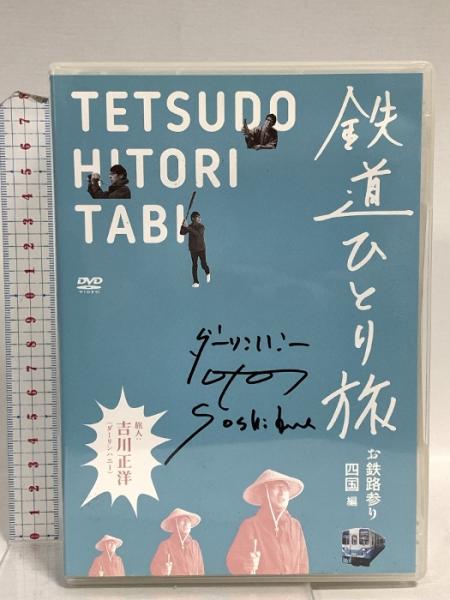 TETSUDO
HITORI
TABI
鉄道ひとり旅
DVD
VIDEO
ダーリンハニー
旅人:
吉川正洋
(ダーリンハニー)
お鉄路参り
四国編